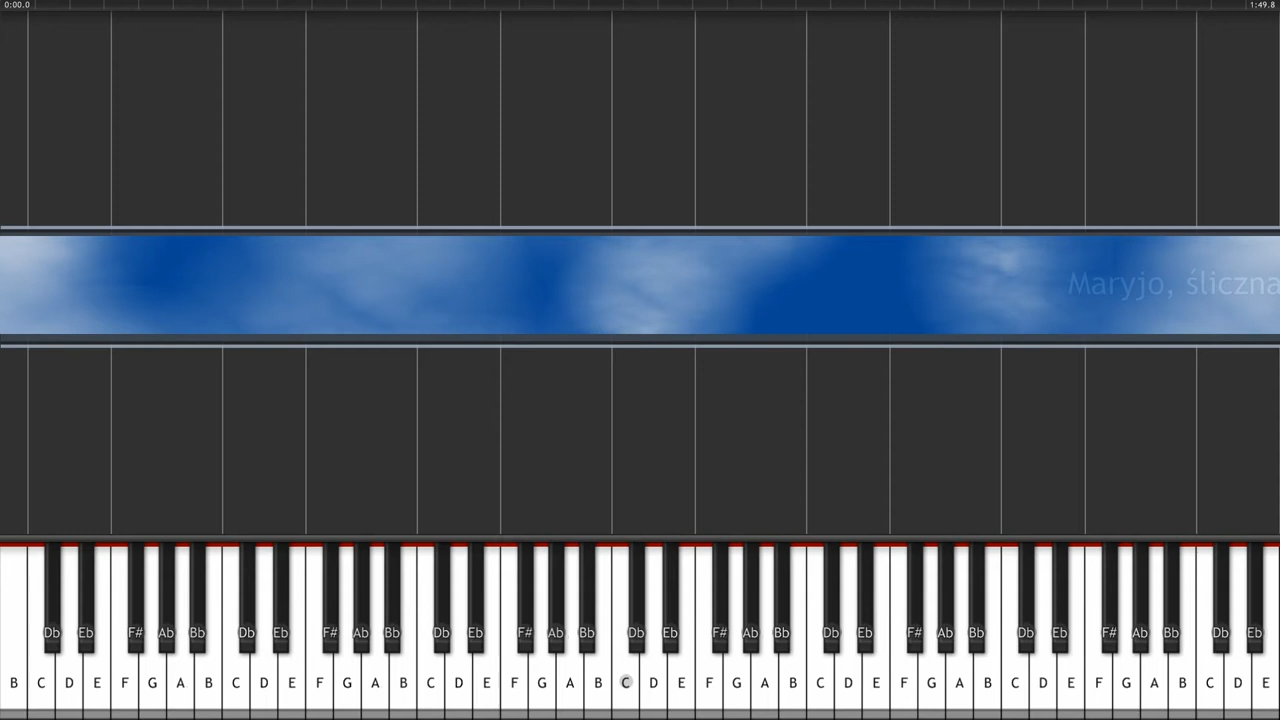 0:00.0 1:49.8
Maryjo, śliczna
Db Eb F# Ab Bb Db Eb F# Ab Bb Db Eb F# Ab Bb Db Eb F# Ab Bb Db Eb F# Ab Bb Db Eb F# Ab Bb Db Eb
B C D E F G A B C D E F G A B C D E F G A B C D E F G A B C D E F G A B C D E F G A B C D E